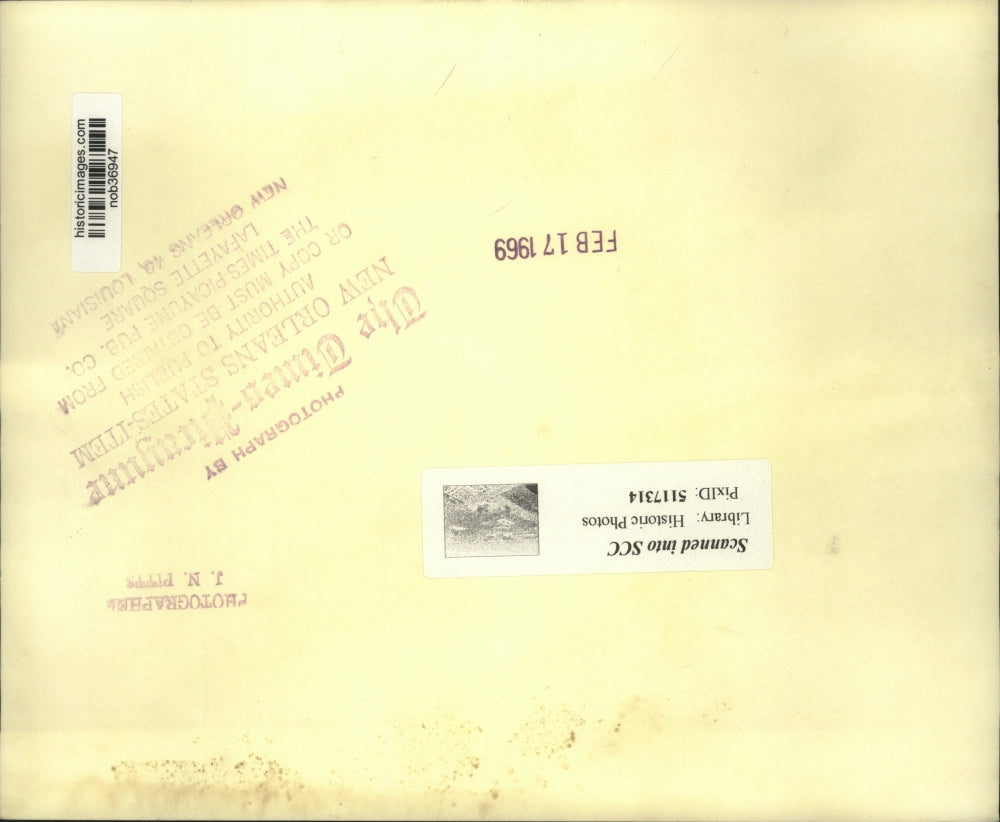 historicimages.com
nob36947
FEB 17 1969
PHOTOGRAPH BY
The Times-Picayune
NEW ORLEANS STATES-ITEM
AUTHORITY TO PUBLISH
OR COPY MUST BE OBTAINED FROM
THE TIMES-PICAYUNE PUB. CO.
LAFAYETTE SQUARE
NEW ORLEANS 40, LOUISIANA
Scanned into SCC
Library: Historic Photos
PixID: 5117314
PHOTOGRAPHER
J. N. PITTS